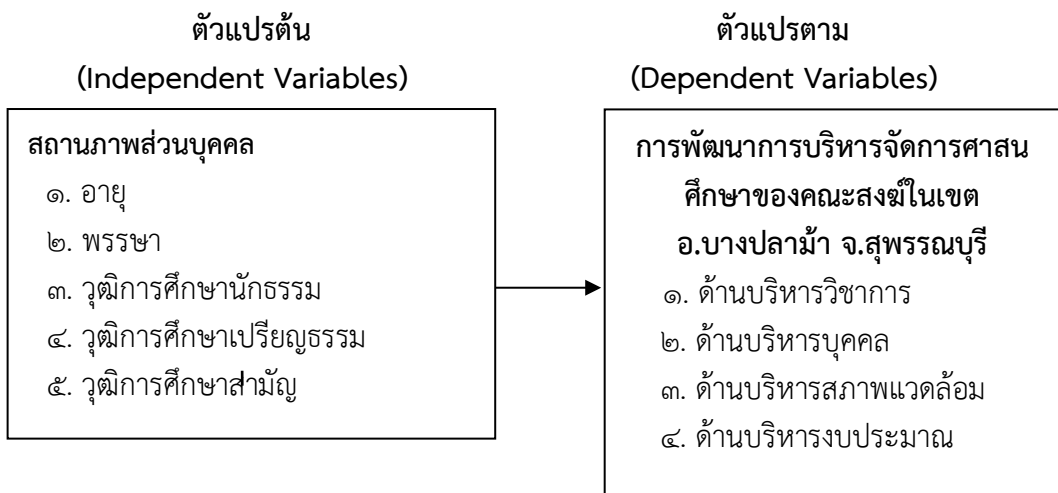 ตัวแปรต้น
(Independent Variables)
สถานภาพส่วนบุคคล
๑. อายุ
๒. พรรษา
๓. วุฒิการศึกษานักธรรม
๔. วุฒิการศึกษาเปรียญธรรม
๕. วุฒิการศึกษาสามัญ
ตัวแปรตาม
(Dependent Variables)
การพัฒนาการบริหารจัดการศาสน
ศึกษาของคณะสงฆ์ในเขต
อ.บางปลาม้า จ.สุพรรณบุรี
๑. ด้านบริหารวิชาการ
๒. ด้านบริหารบุคคล
๓. ด้านบริหารสภาพแวดล้อม
๔. ด้านบริหารงบประมาณ